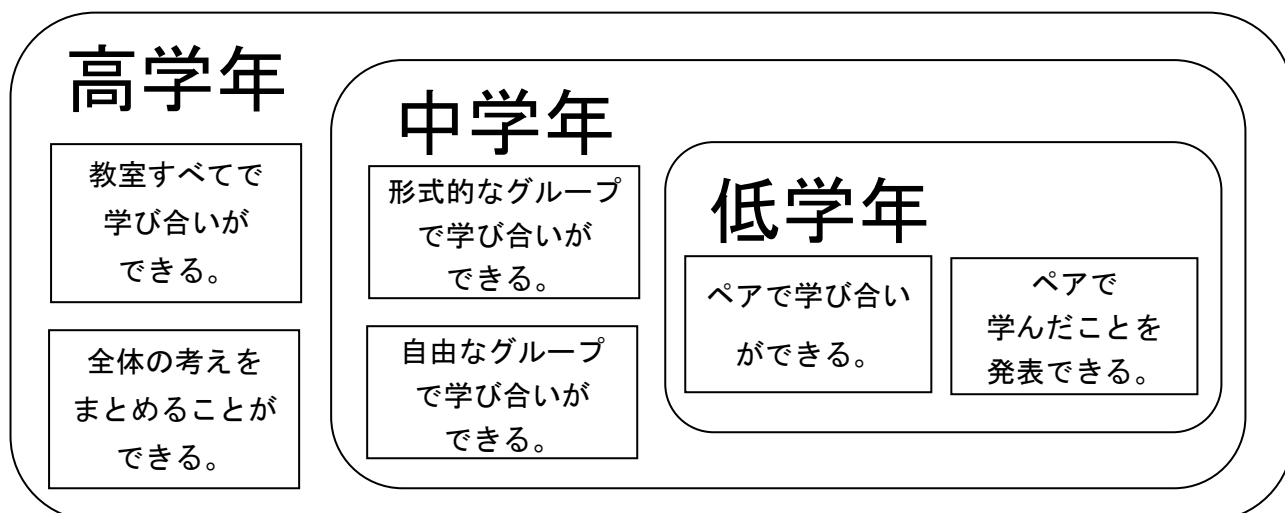 高学年
教室すべてで
学び合いが
できる。
全体の考えを
まとめることが
できる。
中学年
形式的なグループ
で学び合いが
できる。
自由なグループ
で学び合いが
できる。
低学年
ペアで学び合い
ができる。
ペアで
学んだことを
発表できる。